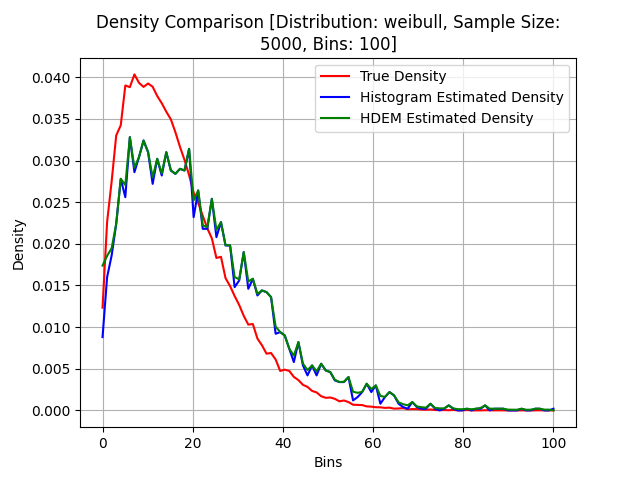 Density Comparison [Distribution: weibull, Sample Size:
5000, Bins: 100]
True Density
Histogram Estimated Density
HDEM Estimated Density
Density
0.040
0.035
0.030
0.025
0.020
0.015
0.010
0.005
0.000
0 20 40 60 80 100
Bins